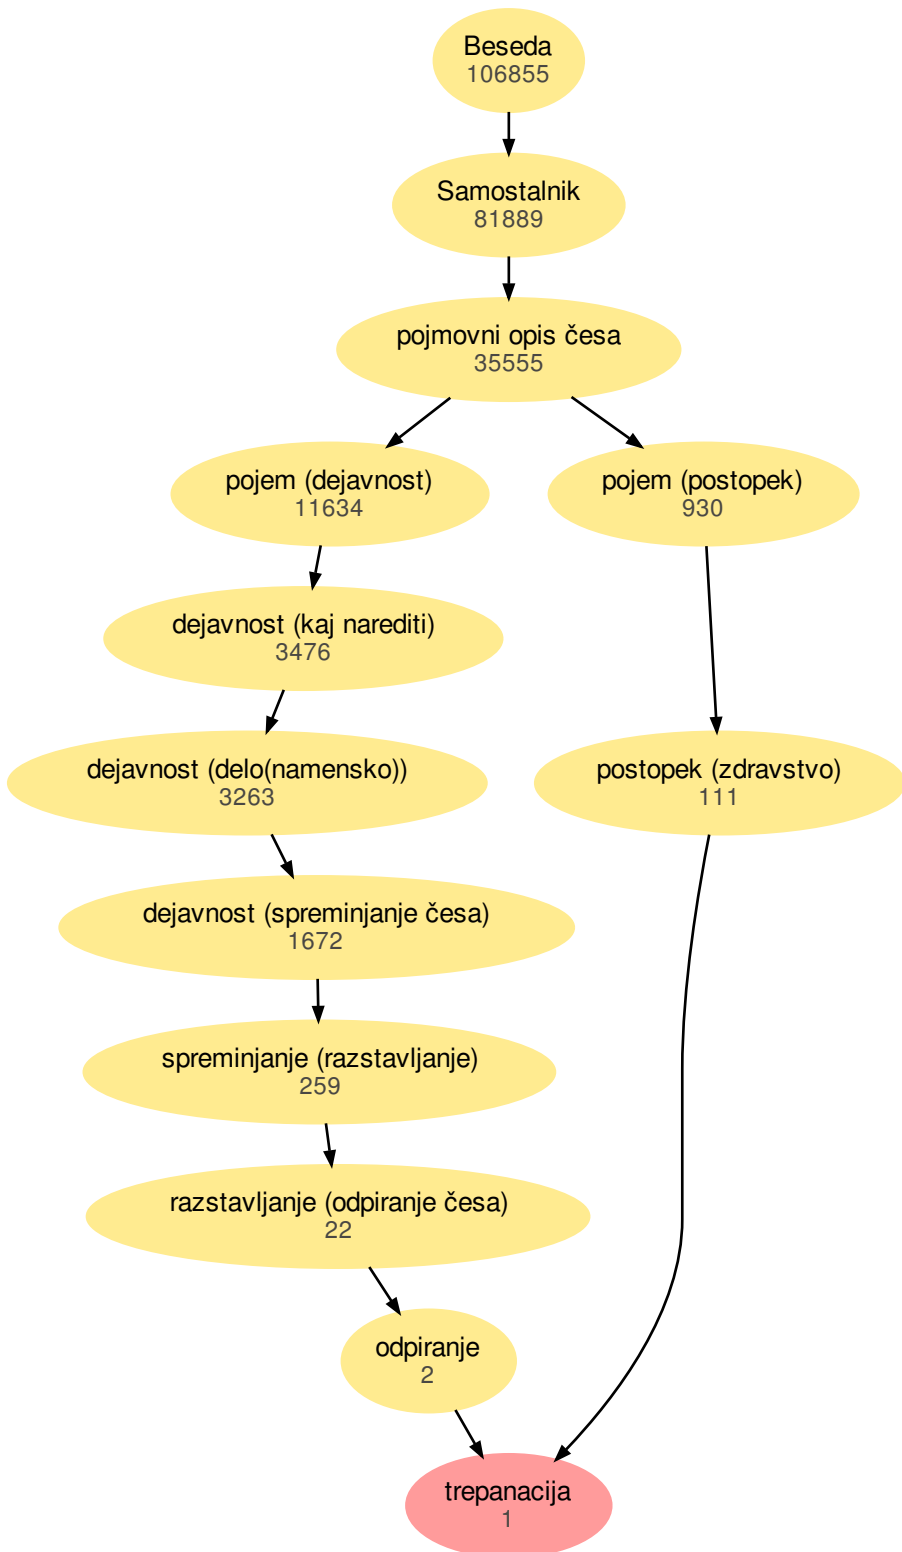 Beseda
106855
Samostalnik
81889
pojmovni opis česa
35555
pojem (dejavnost)
11634
pojem (postopek)
930
dejavnost (kaj narediti)
3476
dejavnost (delo(namensko))
3263
postopek (zdravstvo)
111
dejavnost (spreminjanje česa)
1672
spreminjanje (razstavljanje)
259
razstavljanje (odpiranje česa)
22
odpiranje
2
trepanacija
1